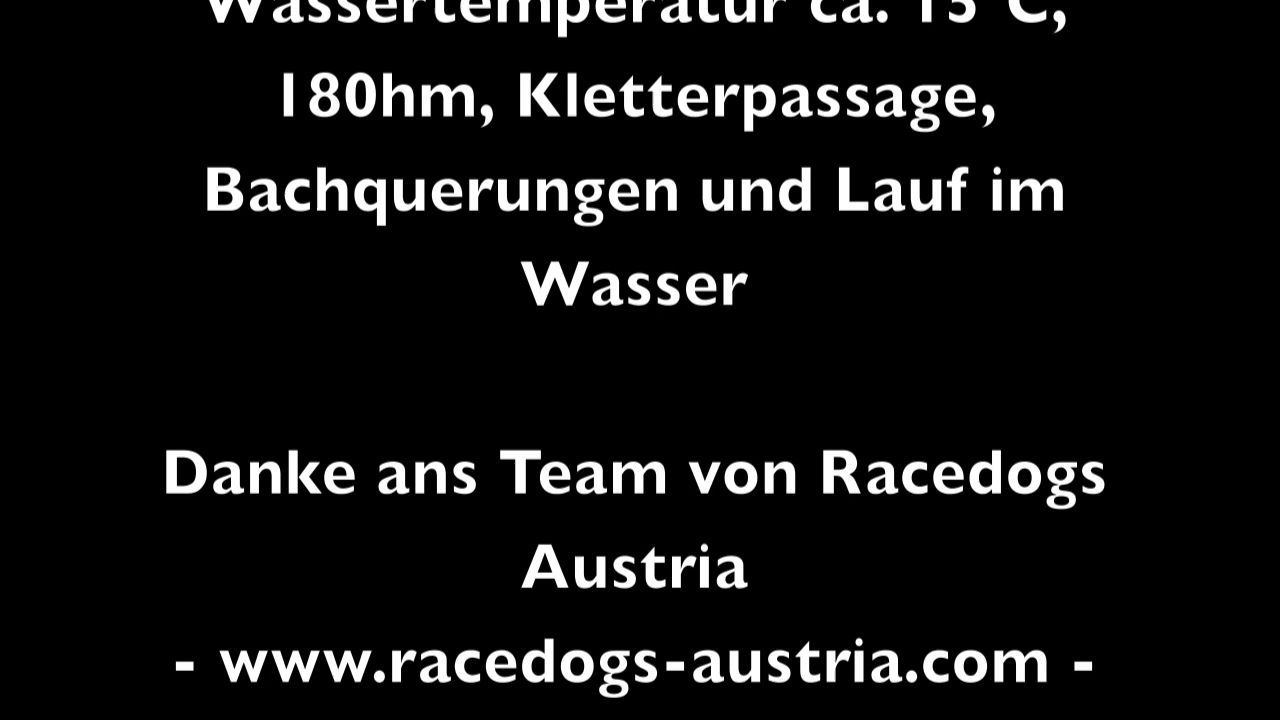 Wassertemperatur ca. 15°C,
180hm, Kletterpassage,
Bachquerungen und Lauf im
Wasser
Danke ans Team von Racedogs
Austria
- www.racedogs-austria.com -